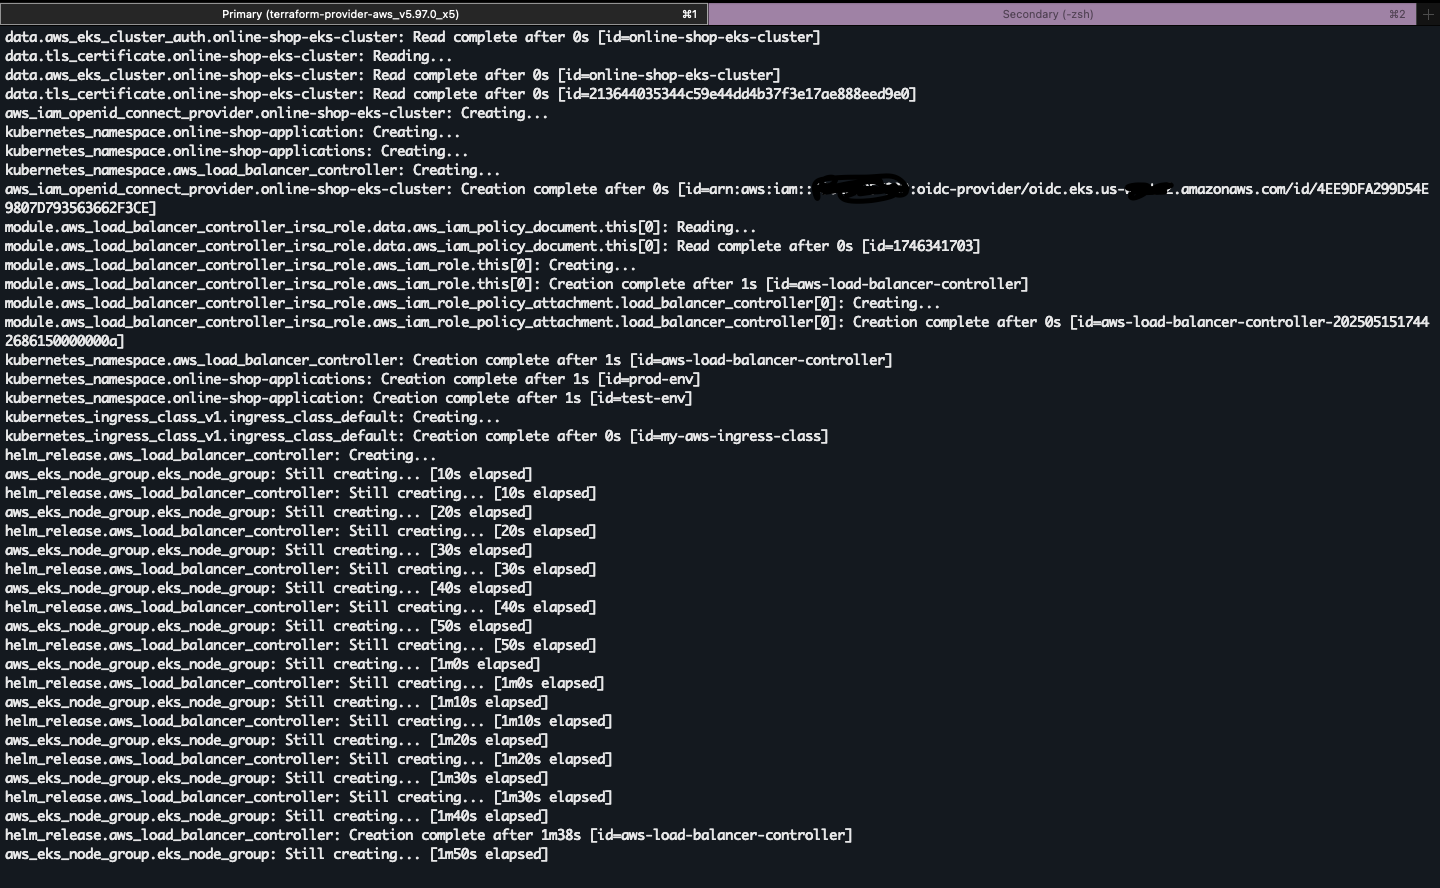 Primary (terraform-provider-aws_v5.97.0_x5) ⌘1 Secondary (-zsh) ⌘2 +
data.aws_eks_cluster_auth.online-shop-eks-cluster: Read complete after 0s [id=online-shop-eks-cluster]
data.tls_certificate.online-shop-eks-cluster: Reading...
data.aws_eks_cluster.online-shop-eks-cluster: Read complete after 0s [id=online-shop-eks-cluster]
data.tls_certificate.online-shop-eks-cluster: Read complete after 0s [id=213644035344c59e44dd4b37f3e17ae888eed9e0]
aws_iam_openid_connect_provider.online-shop-eks-cluster: Creating...
kubernetes_namespace.online-shop-application: Creating...
kubernetes_namespace.online-shop-applications: Creating...
kubernetes_namespace.aws_load_balancer_controller: Creating...
aws_iam_openid_connect_provider.online-shop-eks-cluster: Creation complete after 0s [id=arn:aws:iam:: :oidc-provider/oidc.eks.us- .amazonaws.com/id/4EE9DFA299D54E
9807D793563662F3CE]
module.aws_load_balancer_controller_irsa_role.data.aws_iam_policy_document.this[0]: Reading...
module.aws_load_balancer_controller_irsa_role.data.aws_iam_policy_document.this[0]: Read complete after 0s [id=1746341703]
module.aws_load_balancer_controller_irsa_role.aws_iam_role.this[0]: Creating...
module.aws_load_balancer_controller_irsa_role.aws_iam_role.this[0]: Creation complete after 1s [id=aws-load-balancer-controller]
module.aws_load_balancer_controller_irsa_role.aws_iam_role_policy_attachment.load_balancer_controller[0]: Creating...
module.aws_load_balancer_controller_irsa_role.aws_iam_role_policy_attachment.load_balancer_controller[0]: Creation complete after 0s [id=aws-load-balancer-controller-202505151744
2686150000000a]
kubernetes_namespace.aws_load_balancer_controller: Creation complete after 1s [id=aws-load-balancer-controller]
kubernetes_namespace.online-shop-applications: Creation complete after 1s [id=prod-env]
kubernetes_namespace.online-shop-application: Creation complete after 1s [id=test-env]
kubernetes_ingress_class_v1.ingress_class_default: Creating...
kubernetes_ingress_class_v1.ingress_class_default: Creation complete after 0s [id=my-aws-ingress-class]
helm_release.aws_load_balancer_controller: Creating...
aws_eks_node_group.eks_node_group: Still creating... [10s elapsed]
helm_release.aws_load_balancer_controller: Still creating... [10s elapsed]
aws_eks_node_group.eks_node_group: Still creating... [20s elapsed]
helm_release.aws_load_balancer_controller: Still creating... [20s elapsed]
aws_eks_node_group.eks_node_group: Still creating... [30s elapsed]
helm_release.aws_load_balancer_controller: Still creating... [30s elapsed]
aws_eks_node_group.eks_node_group: Still creating... [40s elapsed]
helm_release.aws_load_balancer_controller: Still creating... [40s elapsed]
aws_eks_node_group.eks_node_group: Still creating... [50s elapsed]
helm_release.aws_load_balancer_controller: Still creating... [50s elapsed]
aws_eks_node_group.eks_node_group: Still creating... [1m0s elapsed]
helm_release.aws_load_balancer_controller: Still creating... [1m0s elapsed]
aws_eks_node_group.eks_node_group: Still creating... [1m10s elapsed]
helm_release.aws_load_balancer_controller: Still creating... [1m10s elapsed]
aws_eks_node_group.eks_node_group: Still creating... [1m20s elapsed]
helm_release.aws_load_balancer_controller: Still creating... [1m20s elapsed]
aws_eks_node_group.eks_node_group: Still creating... [1m30s elapsed]
helm_release.aws_load_balancer_controller: Still creating... [1m30s elapsed]
aws_eks_node_group.eks_node_group: Still creating... [1m40s elapsed]
helm_release.aws_load_balancer_controller: Creation complete after 1m38s [id=aws-load-balancer-controller]
aws_eks_node_group.eks_node_group: Still creating... [1m50s elapsed]